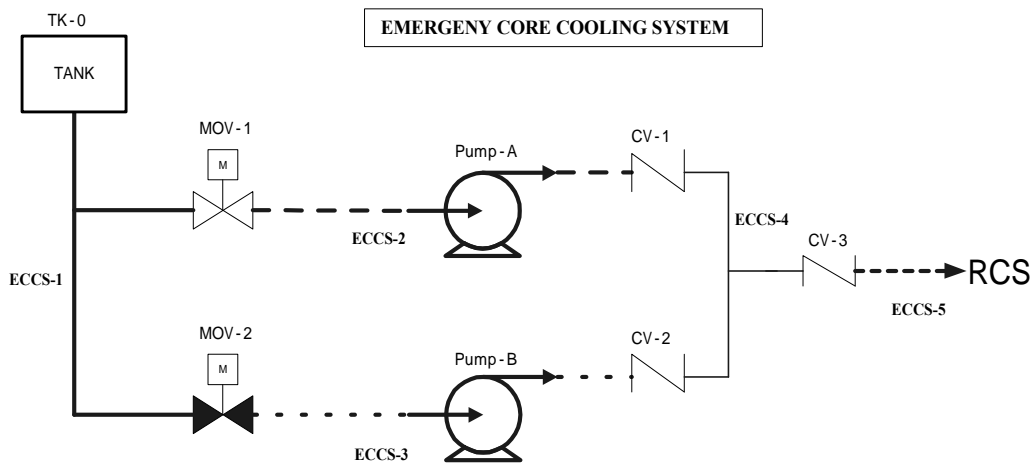 TK-0
EMERGENY CORE COOLING SYSTEM
TANK
MOV-1
M
Pump-A
CV-1
ECCS-2
ECCS-4
CV-3
RCS
ECCS-1
ECCS-5
MOV-2
M
Pump-B
CV-2
ECCS-3